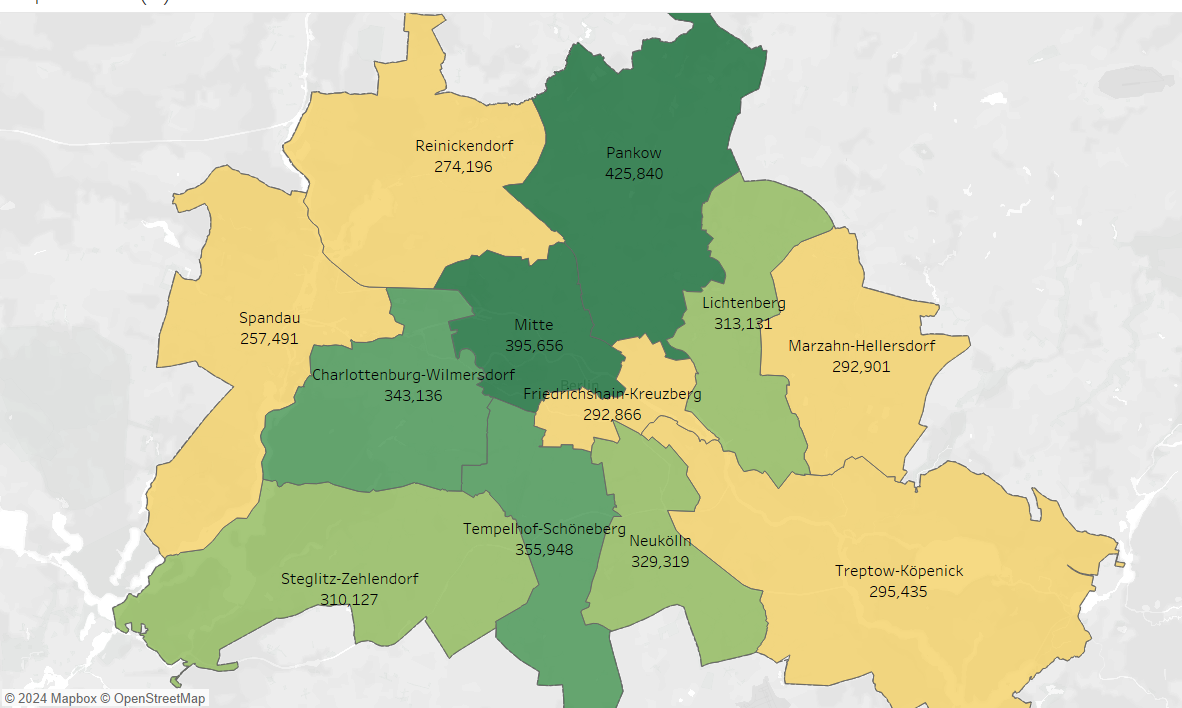 Reinickendorf
274,196
Pankow
425,840
Lichtenberg
313,131
Spandau
257,491
Mitte
395,656
Marzahn-Hellersdorf
292,901
Charlottenburg-Wilmersdorf
343,136
Berlin
Friedrichshain-Kreuzberg
292,866
Tempelhof-Schöneberg
355,948
Neukölln
329,319
Treptow-Köpenick
295,435
Steglitz-Zehlendorf
310,127
© 2024 Mapbox © OpenStreetMap